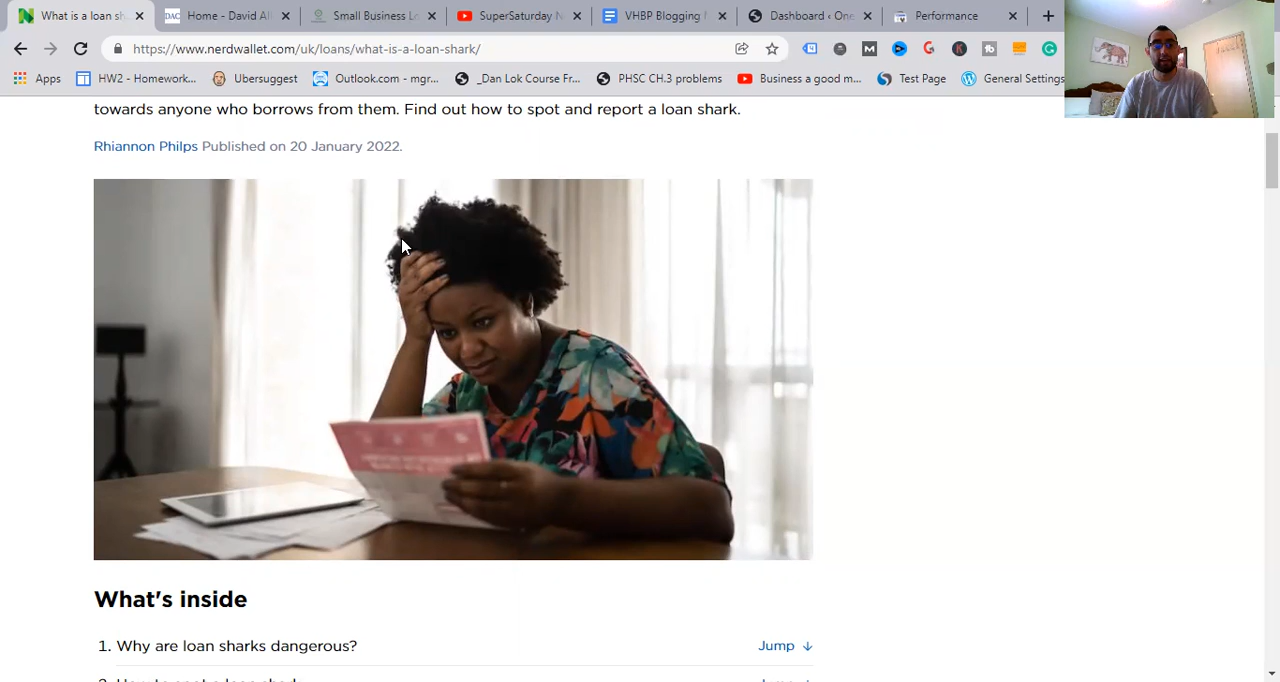 What is a loan sh
Home - David Al
Small Business Lo
SuperSaturday N
VHBP Blogging
Dashboard ‹ One
Performance
https://www.nerdwallet.com/uk/loans/what-is-a-loan-shark/
Apps
HW2 - Homework...
Ubersuggest
Outlook.com - mgr...
_Dan Lok Course Fr...
PHSC CH.3 problems
Business a good m...
Test Page
General Settings
towards anyone who borrows from them. Find out how to spot and report a loan shark.
Rhiannon Philps Published on 20 January 2022.
What's inside
1. Why are loan sharks dangerous?
Jump ↓